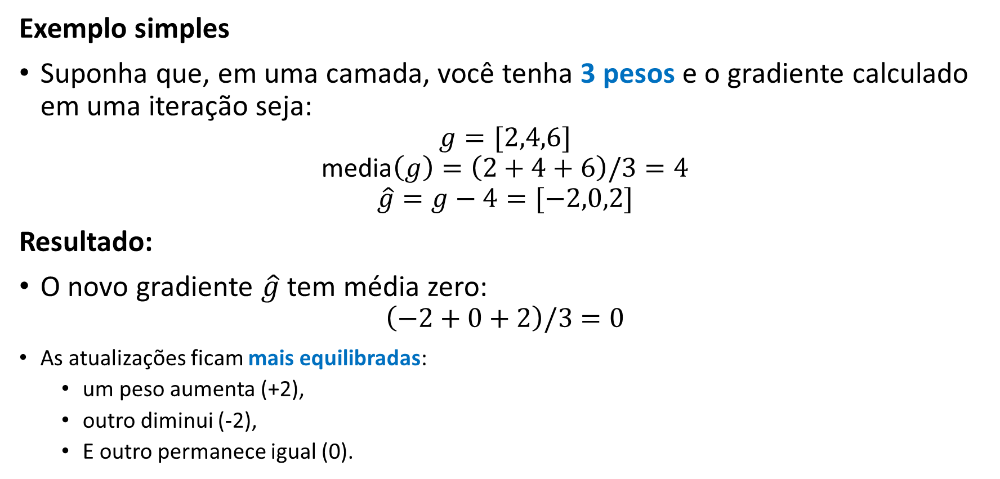 Exemplo simples
• Suponha que, em uma camada, você tenha 3 pesos e o gradiente calculado
em uma iteração seja:
g = [2,4,6]
media(g) = (2 + 4 + 6)/3 = 4
ĝ = g − 4 = [−2,0,2]
Resultado:
• O novo gradiente ĝ tem média zero:
(−2 + 0 + 2)/3 = 0
• As atualizações ficam mais equilibradas:
• um peso aumenta (+2),
• outro diminui (-2),
• E outro permanece igual (0).